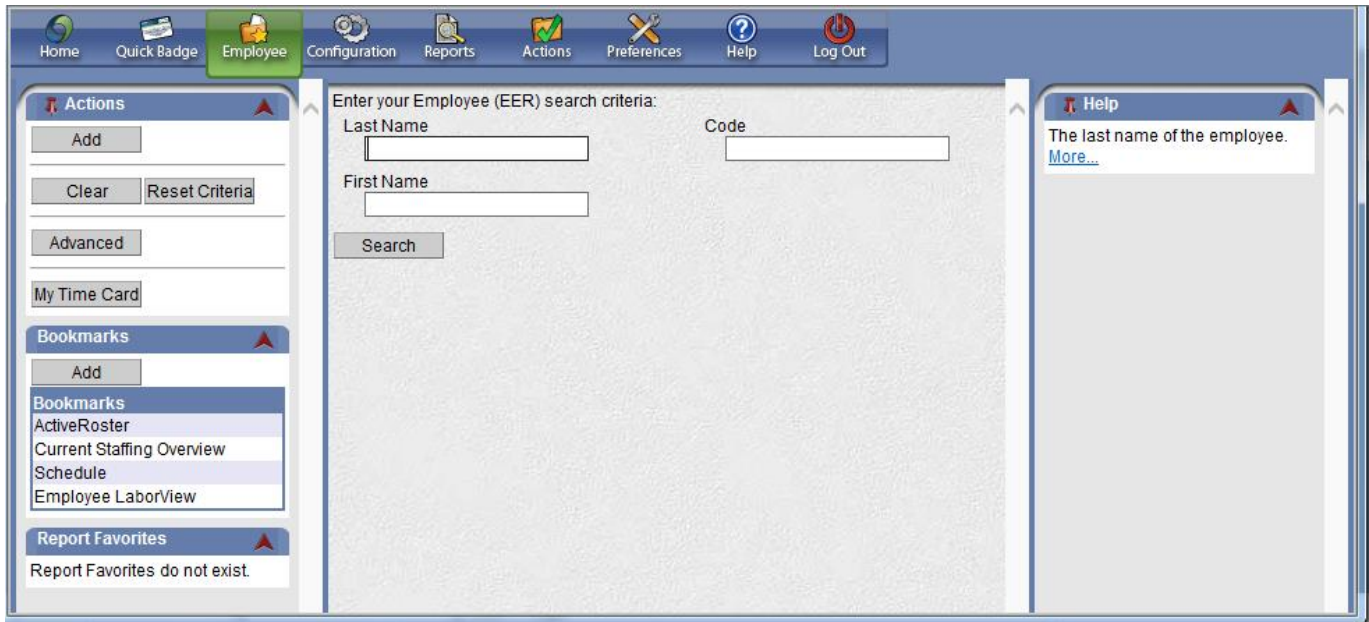 Home Quick Badge Employee Configuration Reports Actions Preferences Help Log Out
Actions
Add
Clear Reset Criteria
Advanced
My Time Card
Bookmarks
Add
Bookmarks
ActiveRoster
Current Staffing Overview
Schedule
Employee LaborView
Report Favorites
Report Favorites do not exist.
Enter your Employee (EER) search criteria:
Last Name Code
First Name
Search
Help
The last name of the employee.
More...